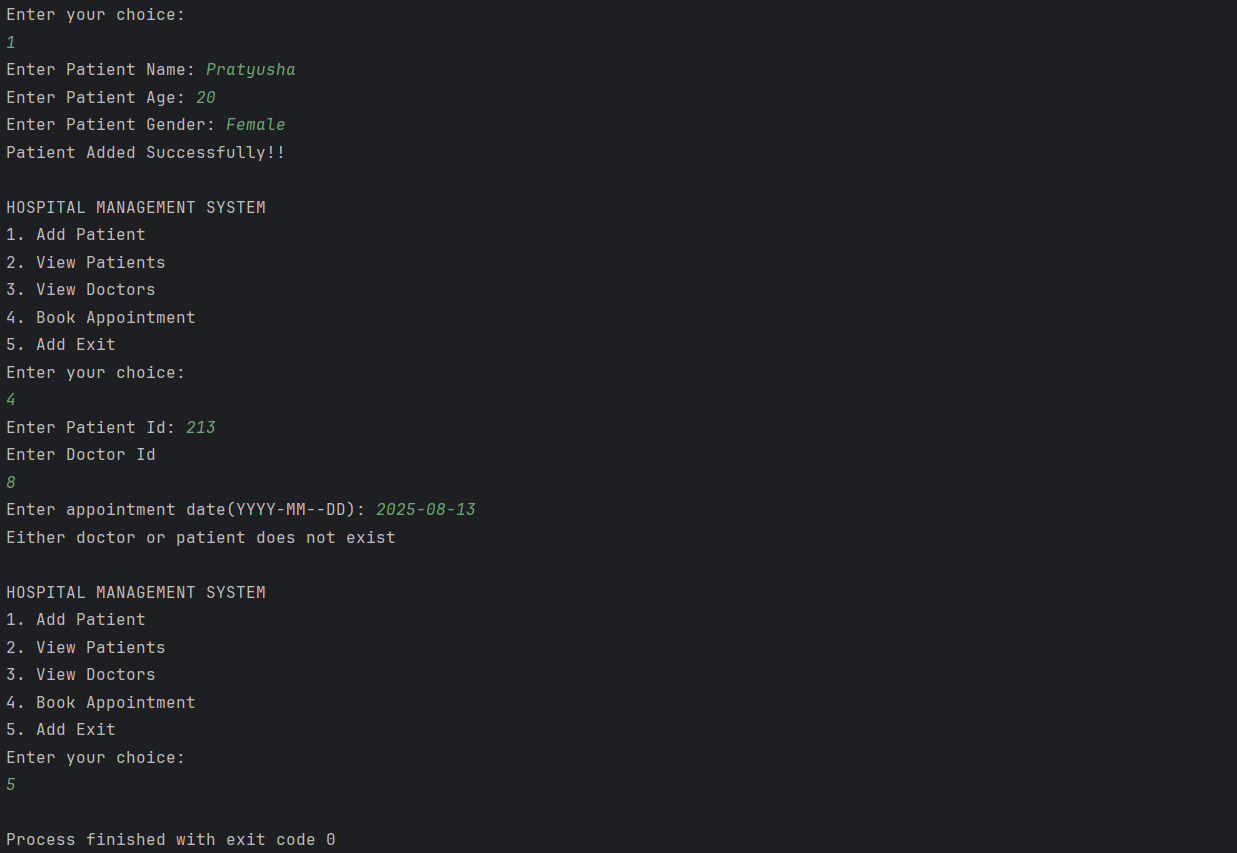 Enter your choice:
1
Enter Patient Name: Pratyusha
Enter Patient Age: 20
Enter Patient Gender: Female
Patient Added Successfully!!
HOSPITAL MANAGEMENT SYSTEM
1. Add Patient
2. View Patients
3. View Doctors
4. Book Appointment
5. Add Exit
Enter your choice:
4
Enter Patient Id: 213
Enter Doctor Id
8
Enter appointment date(YYYY-MM--DD): 2025-08-13
Either doctor or patient does not exist
HOSPITAL MANAGEMENT SYSTEM
1. Add Patient
2. View Patients
3. View Doctors
4. Book Appointment
5. Add Exit
Enter your choice:
5
Process finished with exit code 0